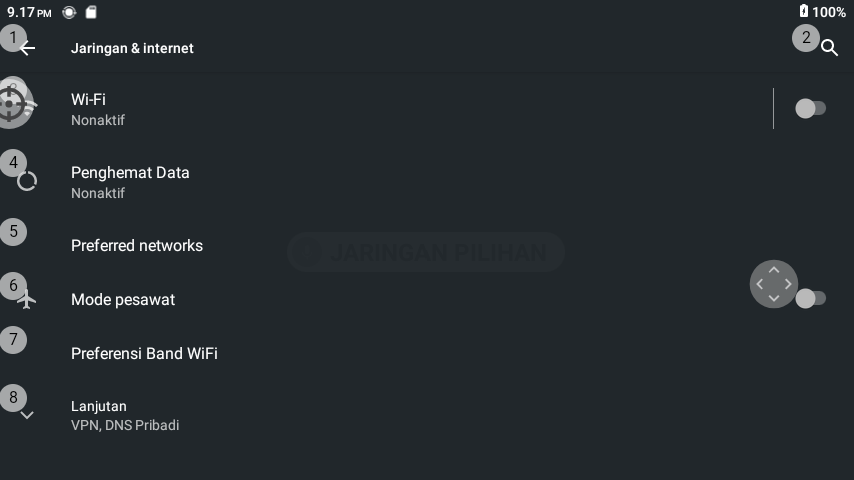 9.17 PM
100%
1
Jaringan & internet
2
3
Wi-Fi
Nonaktif
4
Penghemat Data
Nonaktif
5
Preferred networks
JARINGAN PILIHAN
6
Mode pesawat
7
Preferensi Band WiFi
8
Lanjutan
VPN, DNS Pribadi